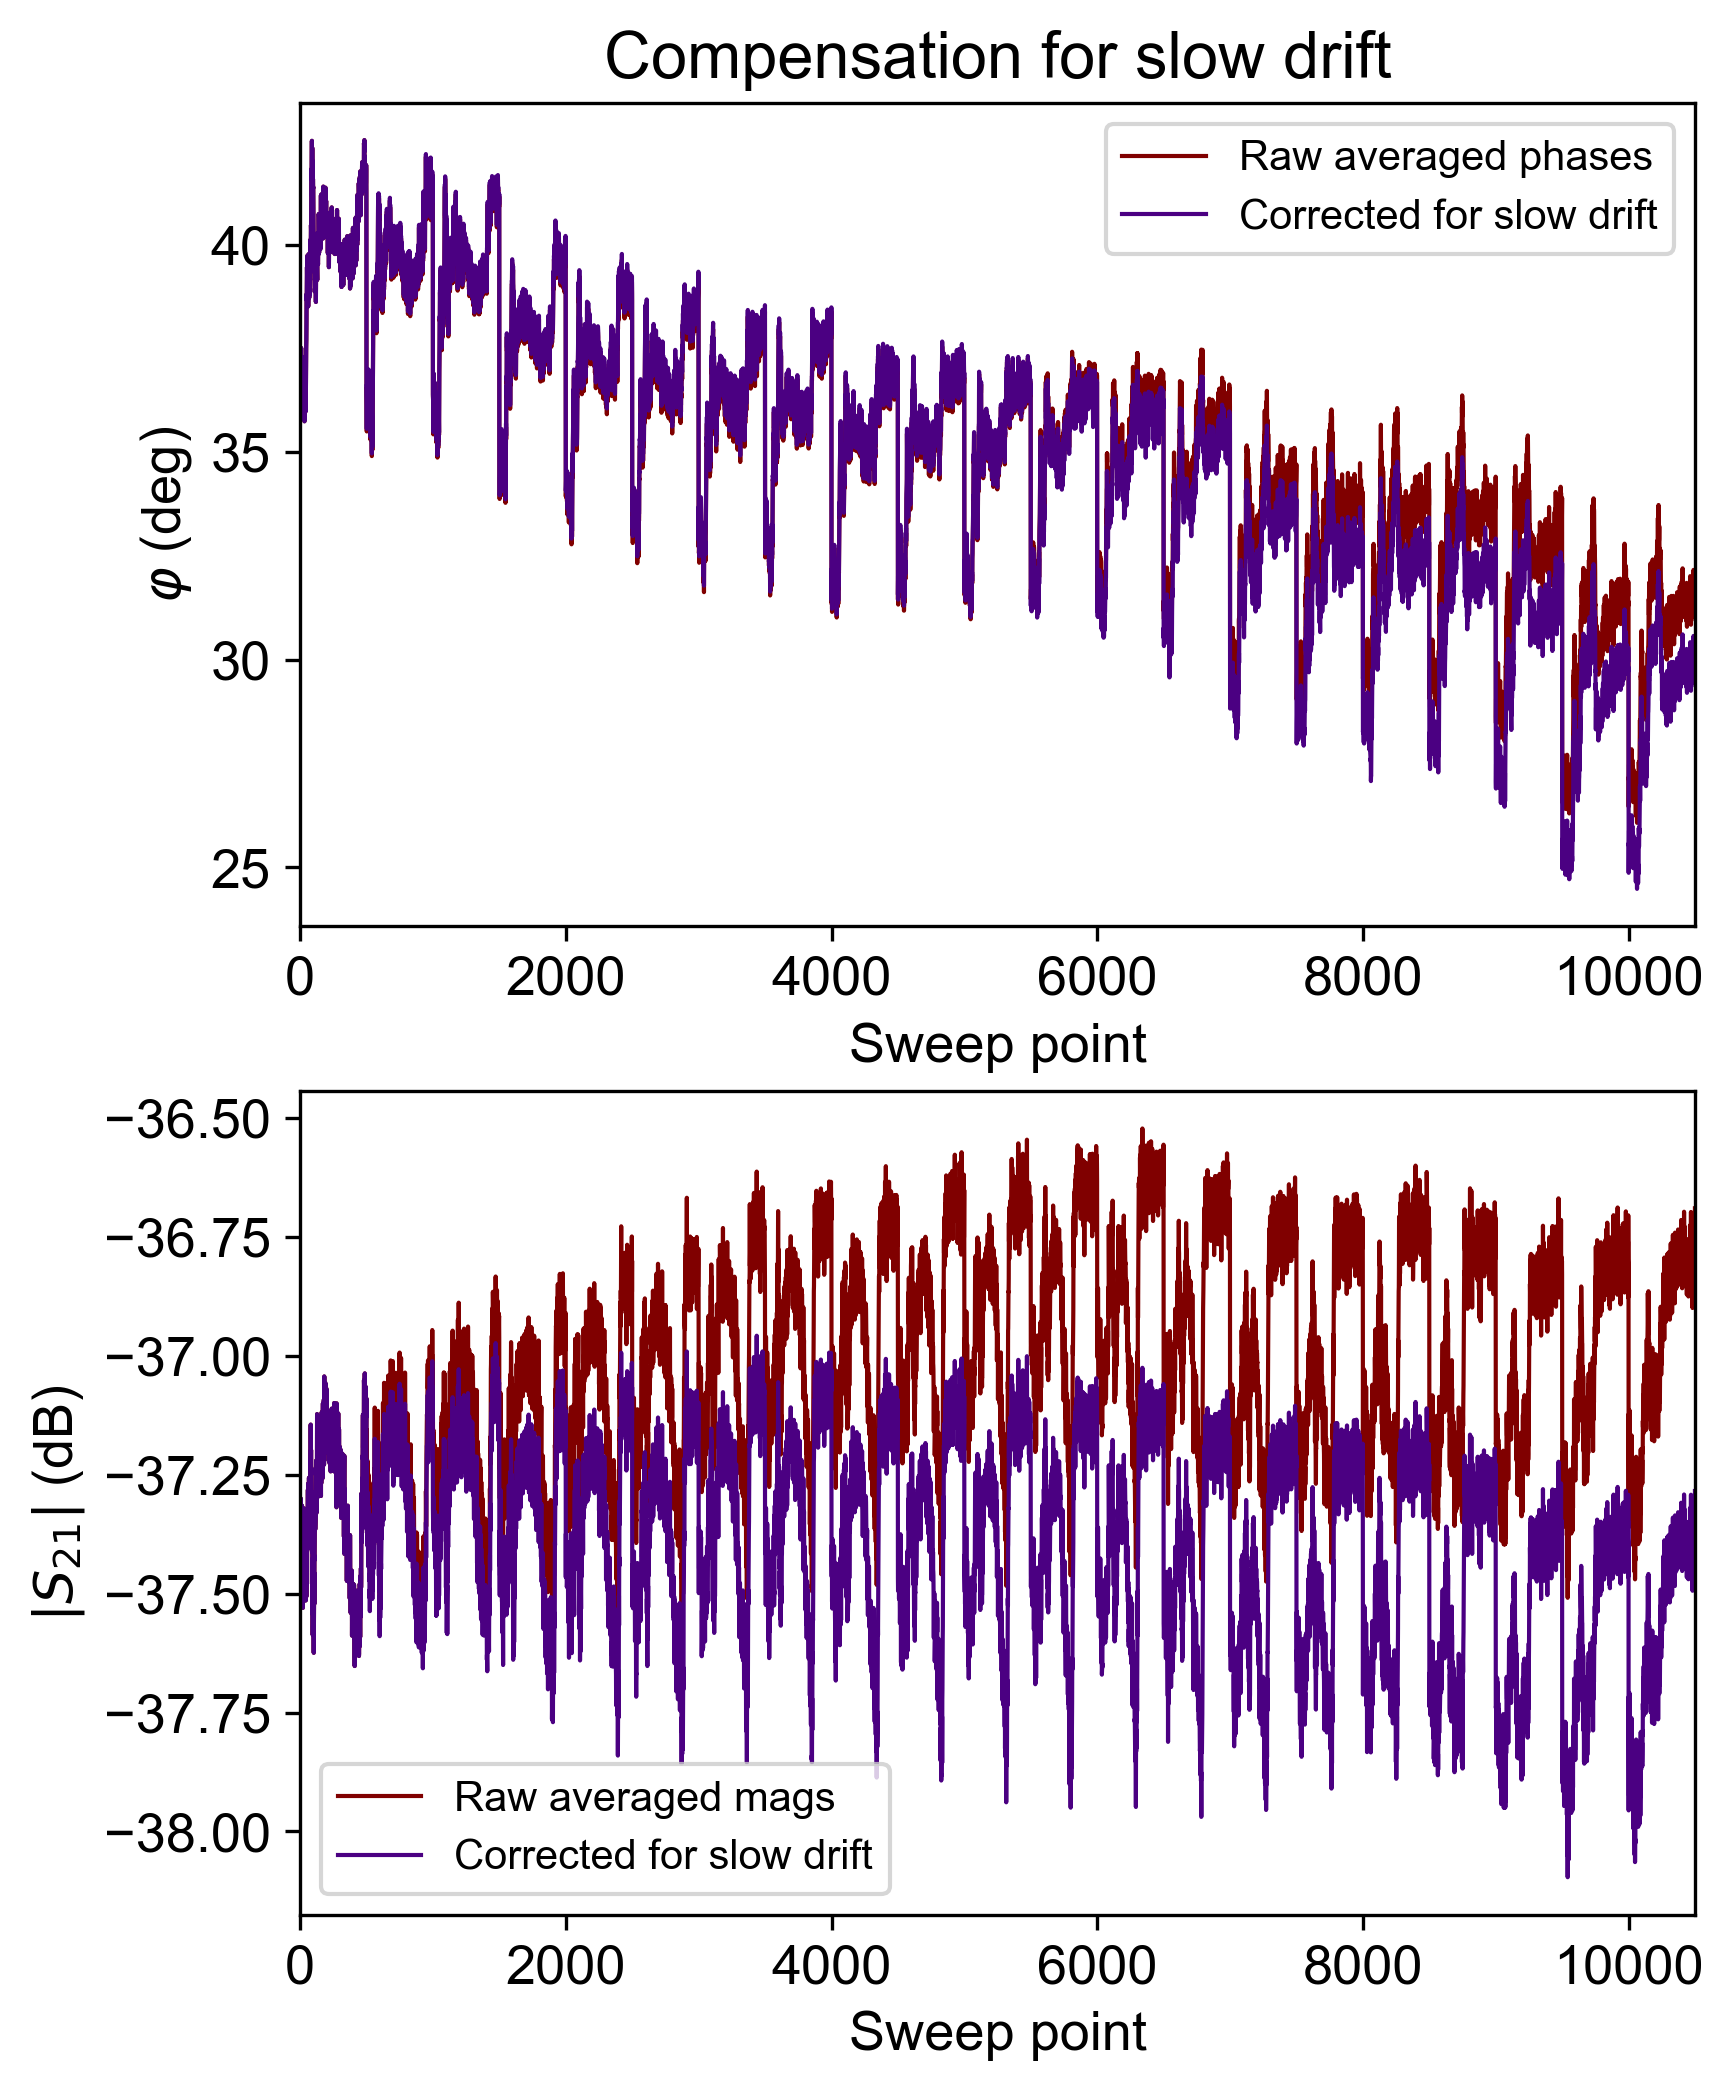 Compensation for slow drift
Raw averaged phases
Corrected for slow drift
φ (deg)
40
35
30
25
0 2000 4000 6000 8000 10000
Sweep point
−36.50
−36.75
−37.00
−37.25
−37.50
−37.75
−38.00
|S₂₁| (dB)
Raw averaged mags
Corrected for slow drift
0 2000 4000 6000 8000 10000
Sweep point